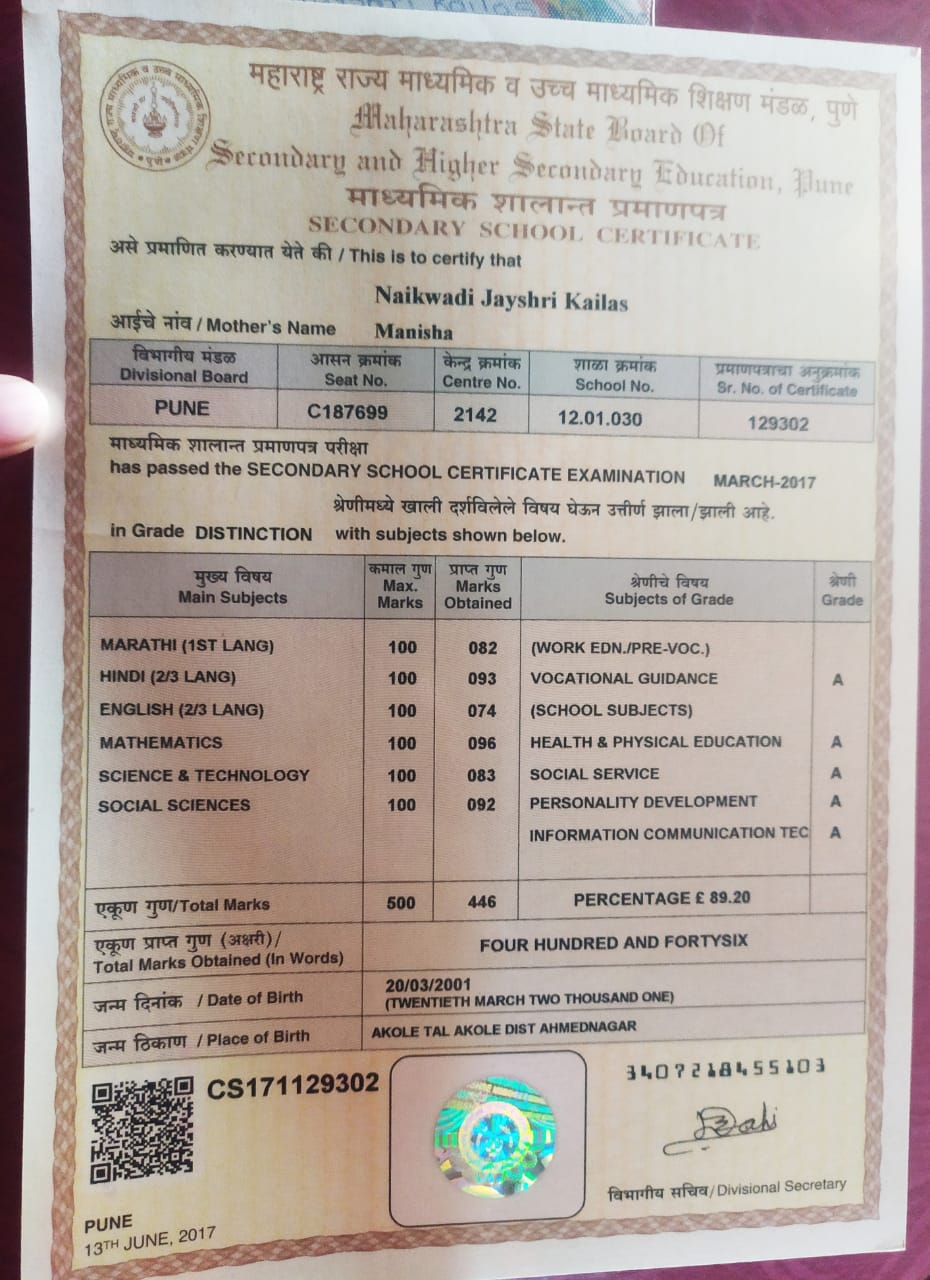 महाराष्ट्र राज्य माध्यमिक व उच्च माध्यमिक शिक्षण मंडळ, पुणे
Maharashtra State Board Of
Secondary and Higher Secondary Education, Pune
माध्यमिक शालान्त प्रमाणपत्र
SECONDARY SCHOOL CERTIFICATE
असे प्रमाणित करण्यात येते की / This is to certify that
Naikwadi Jayshri Kailas
आईचे नांव / Mother's Name Manisha
विभागीय मंडळ आसन क्रमांक केन्द्र क्रमांक शाळा क्रमांक प्रमाणपत्राचा अनुक्रमांक
Divisional Board Seat No. Centre No. School No. Sr. No. of Certificate
PUNE C187699 2142 12.01.030 129302
माध्यमिक शालान्त प्रमाणपत्र परीक्षा
has passed the SECONDARY SCHOOL CERTIFICATE EXAMINATION MARCH-2017
श्रेणीमध्ये खाली दर्शविलेले विषय घेऊन उत्तीर्ण झाला/झाली आहे.
in Grade DISTINCTION with subjects shown below.
मुख्य विषय कमाल गुण प्राप्त गुण श्रेणीचे विषय श्रेणी
Main Subjects Max. Marks Marks Obtained Subjects of Grade Grade
MARATHI (1ST LANG) 100 082 (WORK EDN./PRE-VOC.)
HINDI (2/3 LANG) 100 093 VOCATIONAL GUIDANCE A
ENGLISH (2/3 LANG) 100 074 (SCHOOL SUBJECTS)
MATHEMATICS 100 096 HEALTH & PHYSICAL EDUCATION A
SCIENCE & TECHNOLOGY 100 083 SOCIAL SERVICE A
SOCIAL SCIENCES 100 092 PERSONALITY DEVELOPMENT A
INFORMATION COMMUNICATION TEC A
एकूण गुण/Total Marks 500 446 PERCENTAGE £ 89.20
एकूण प्राप्त गुण (अक्षरी)/
Total Marks Obtained (In Words) FOUR HUNDRED AND FORTYSIX
जन्म दिनांक / Date of Birth 20/03/2001
(TWENTIETH MARCH TWO THOUSAND ONE)
जन्म ठिकाण / Place of Birth AKOLE TAL AKOLE DIST AHMEDNAGAR
CS171129302
3407218455103
विभागीय सचिव/Divisional Secretary
PUNE
13TH JUNE, 2017